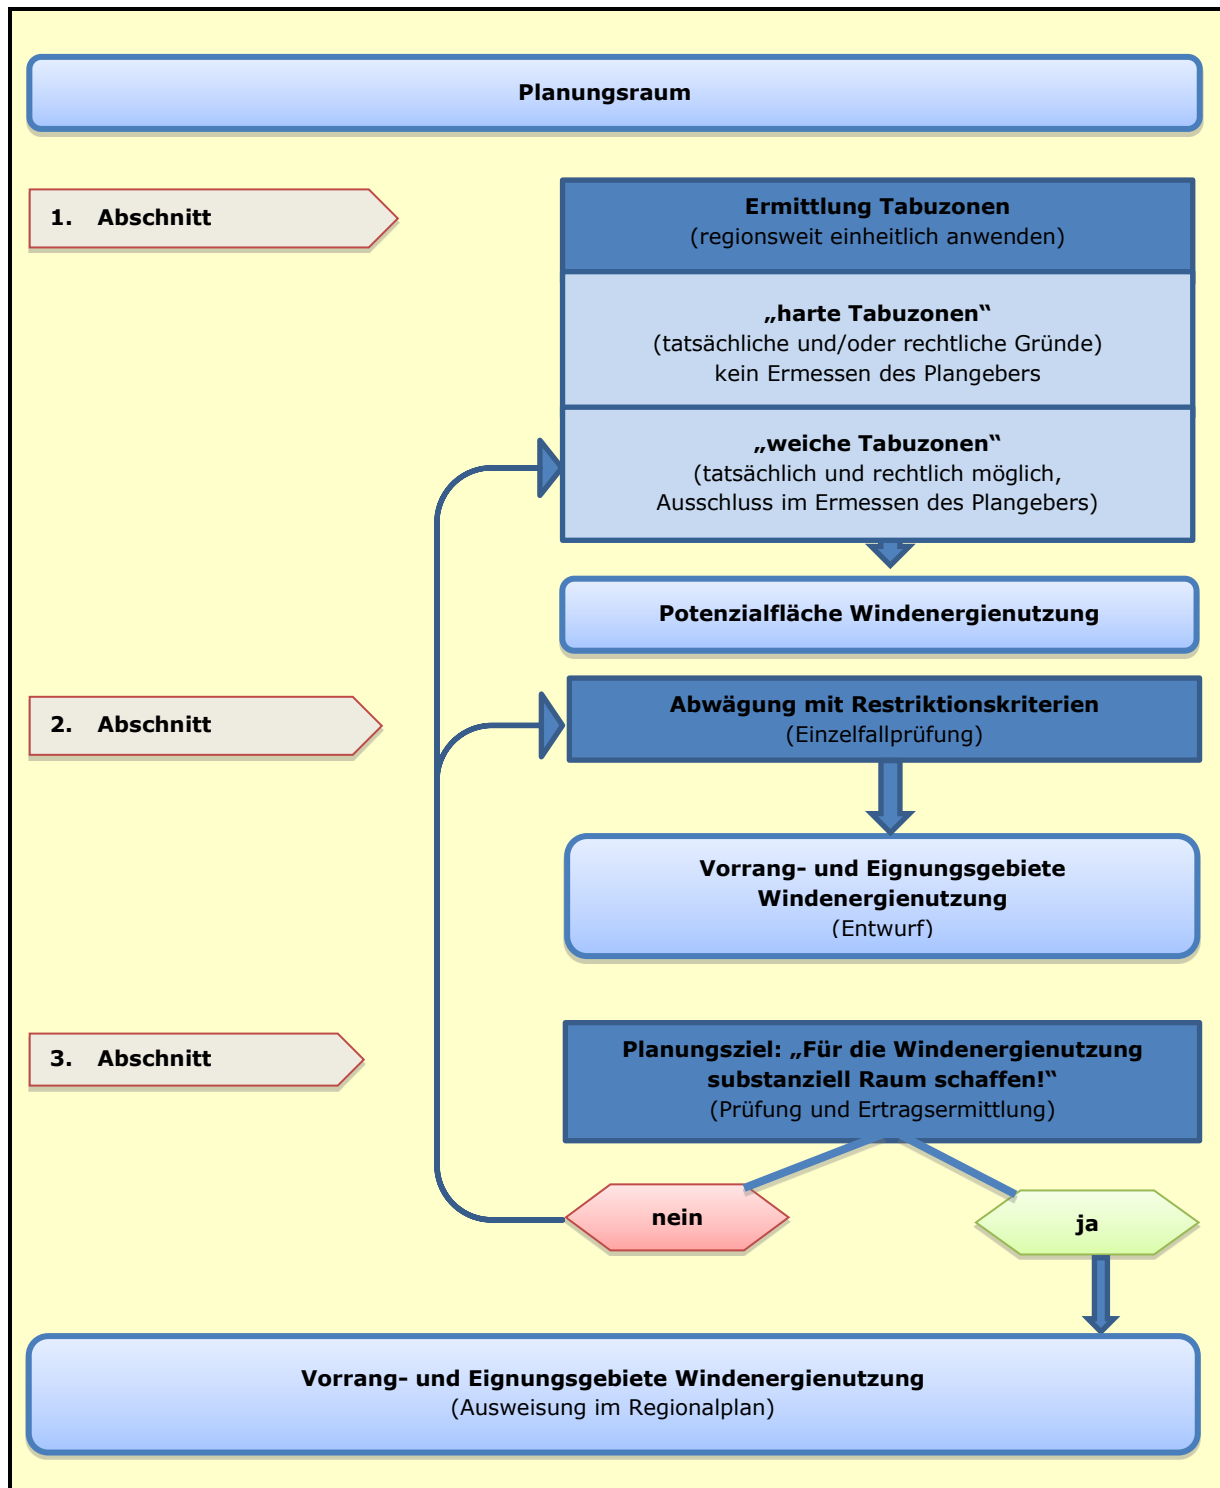 Planungsraum
1. Abschnitt
Ermittlung Tabuzonen
(regionsweit einheitlich anwenden)
„harte Tabuzonen“
(tatsächliche und/oder rechtliche Gründe)
kein Ermessen des Plangebers
„weiche Tabuzonen“
(tatsächlich und rechtlich möglich,
Ausschluss im Ermessen des Plangebers)
Potenzialfläche Windenergienutzung
2. Abschnitt
Abwägung mit Restriktionskriterien
(Einzelfallprüfung)
Vorrang- und Eignungsgebiete
Windenergienutzung
(Entwurf)
3. Abschnitt
Planungsziel: „Für die Windenergienutzung
substanziell Raum schaffen!“
(Prüfung und Ertragsermittlung)
nein
ja
Vorrang- und Eignungsgebiete Windenergienutzung
(Ausweisung im Regionalplan)